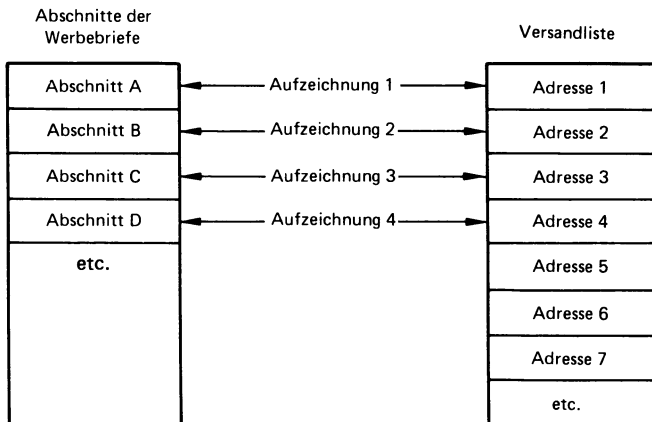 Abschnitte der
Werbebriefe
Versandliste
Abschnitt A
Aufzeichnung 1
Adresse 1
Abschnitt B
Aufzeichnung 2
Adresse 2
Abschnitt C
Aufzeichnung 3
Adresse 3
Abschnitt D
Aufzeichnung 4
Adresse 4
etc.
Adresse 5
Adresse 6
Adresse 7
etc.